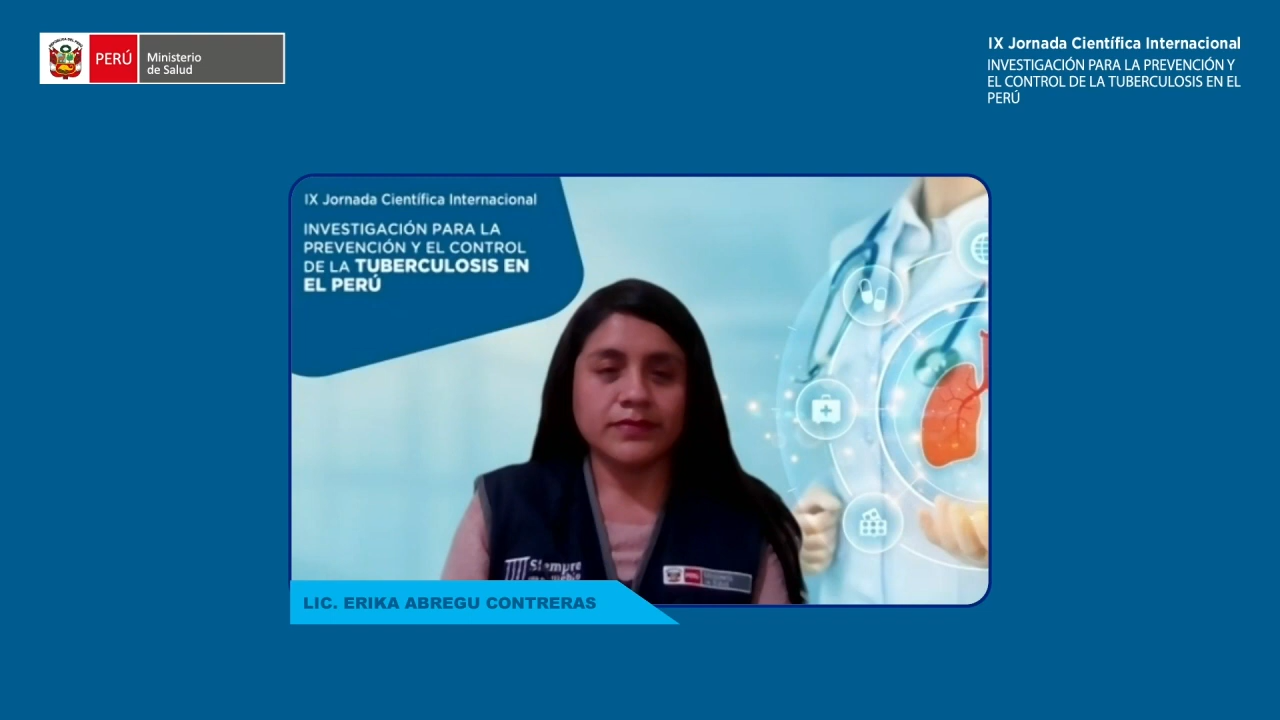 PERÚ
Ministerio
de Salud
IX Jornada Científica Internacional
INVESTIGACIÓN PARA LA PREVENCIÓN Y
EL CONTROL DE LA TUBERCULOSIS EN EL
PERÚ
IX Jornada Científica Internacional
INVESTIGACIÓN PARA LA
PREVENCIÓN Y EL CONTROL
DE LA TUBERCULOSIS EN
EL PERÚ
Siempre
LIC. ERIKA ABREGU CONTRERAS